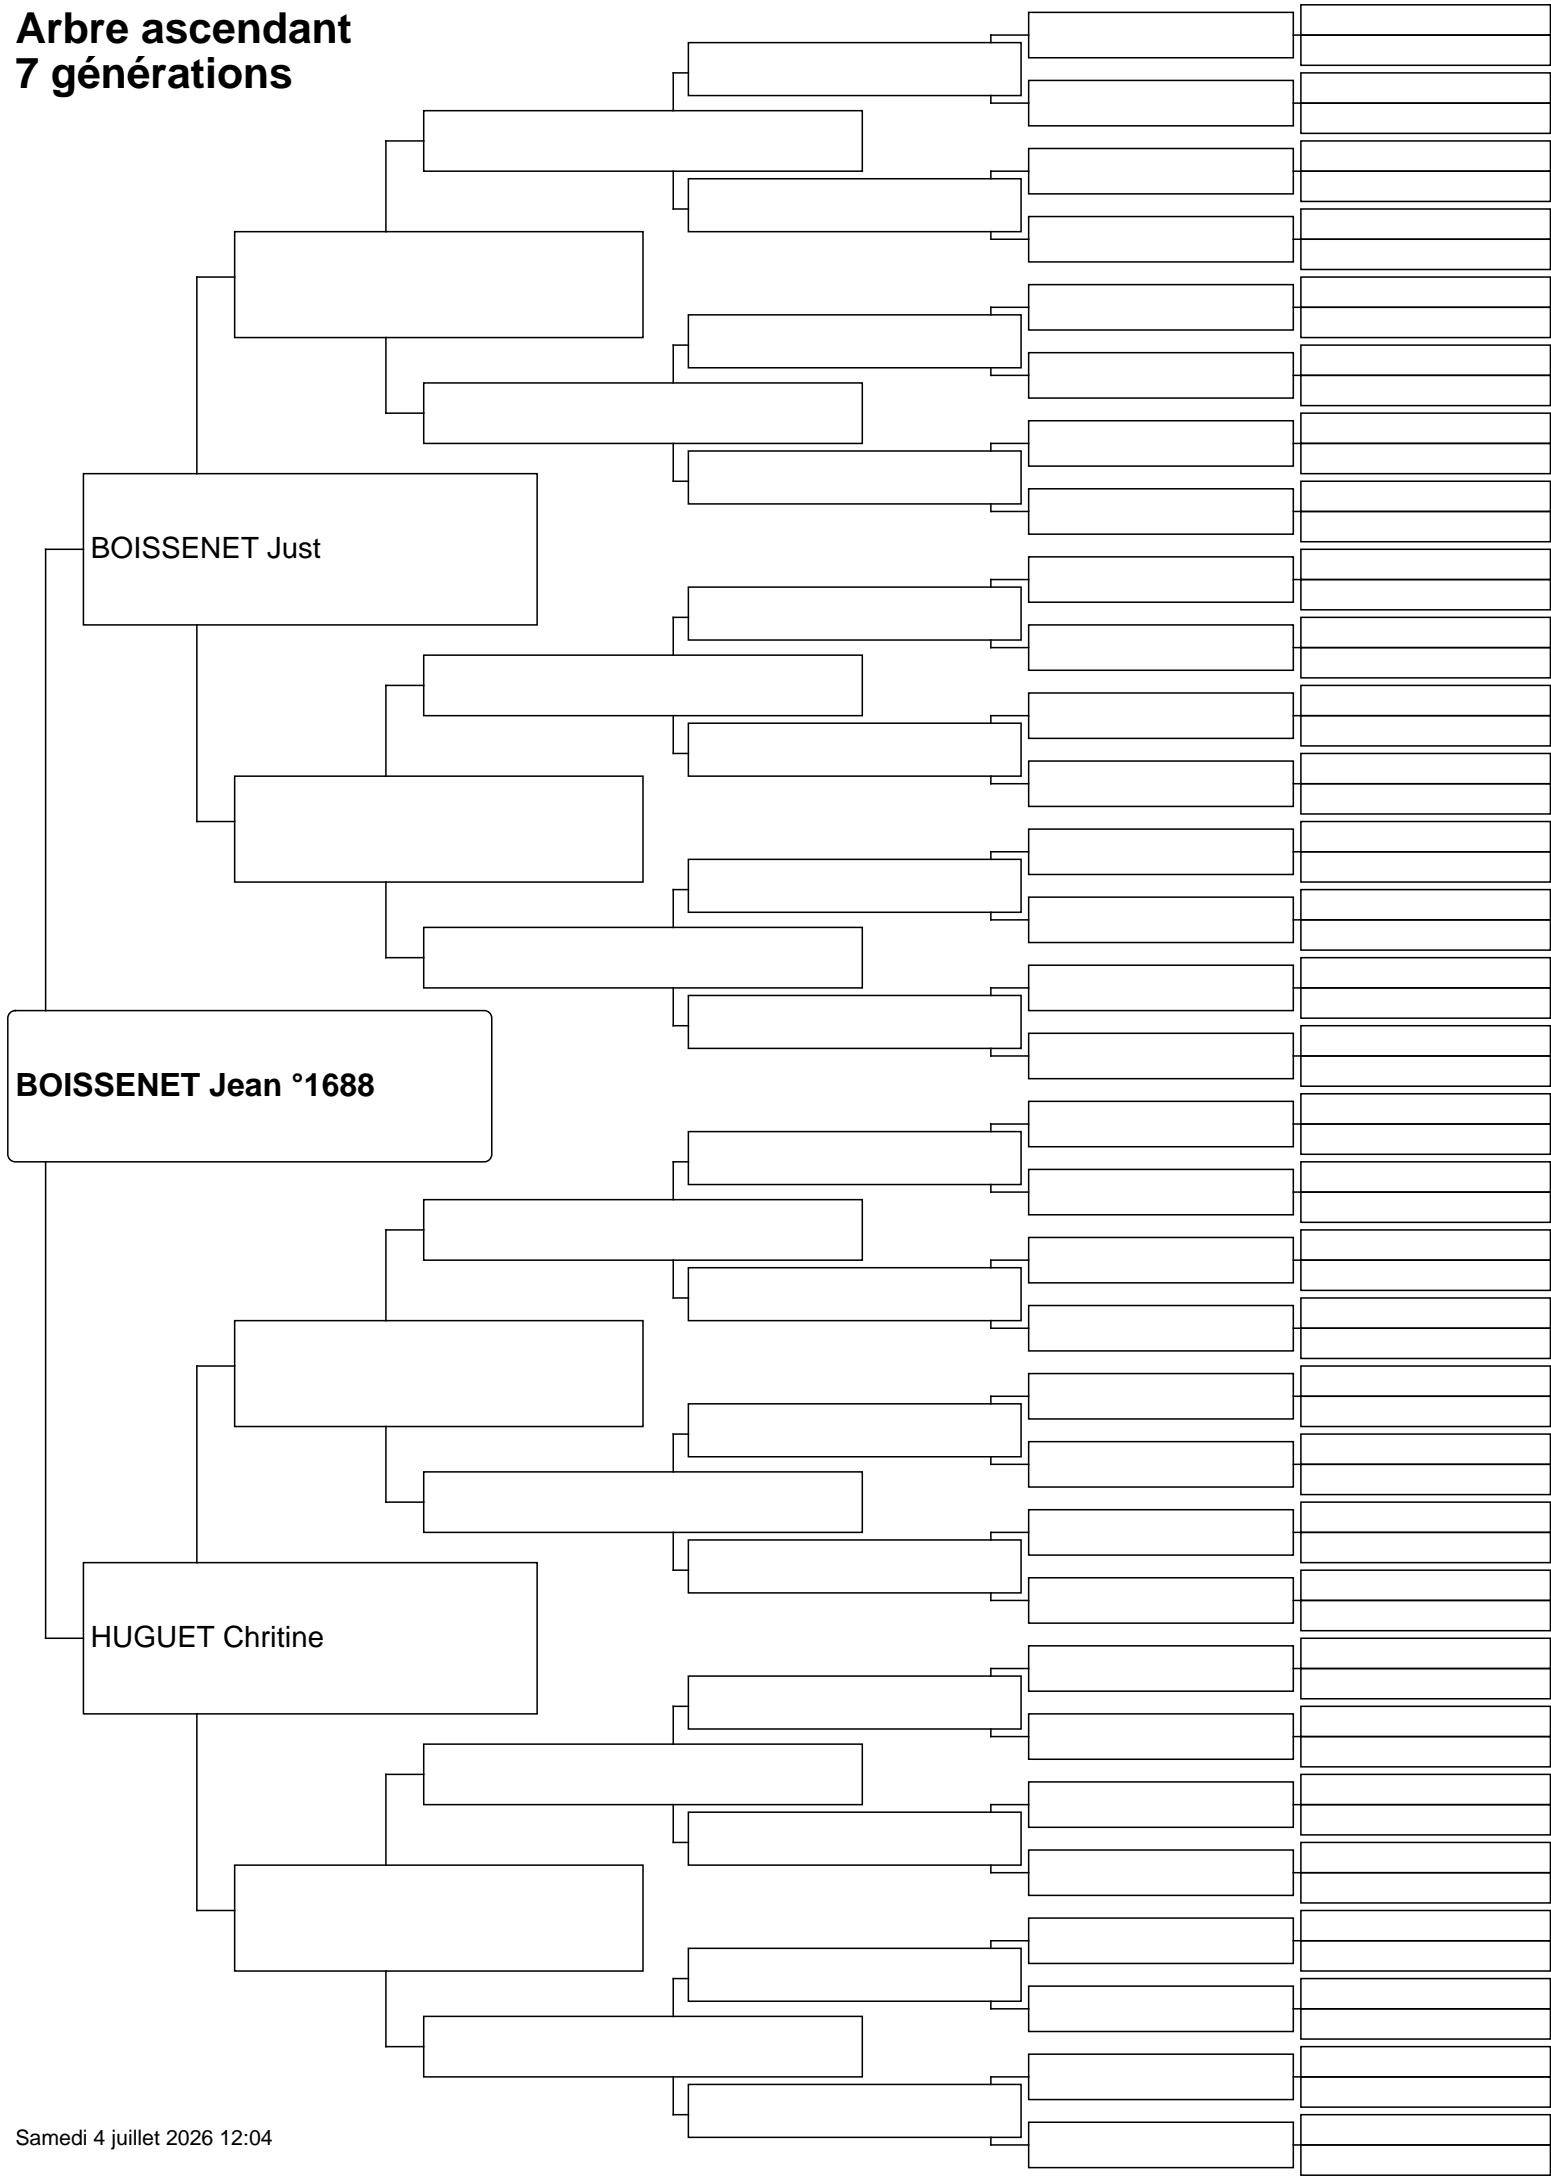 Arbre ascendant
7 générations
BOISSENET Just
BOISSENET Jean °1688
HUGUET Chritine
Samedi 4 juillet 2026 12:04